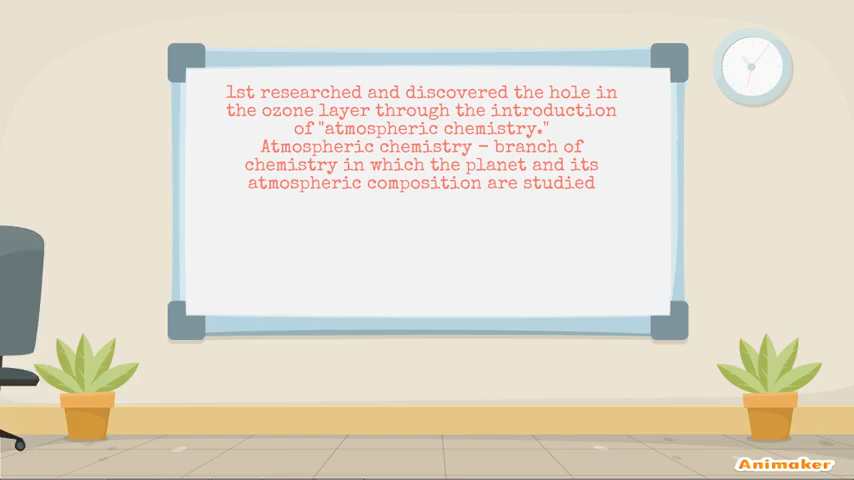 1st researched and discovered the hole in
the ozone layer through the introduction
of "atmospheric chemistry."
Atmospheric chemistry - branch of
chemistry in which the planet and its
atmospheric composition are studied
Animaker